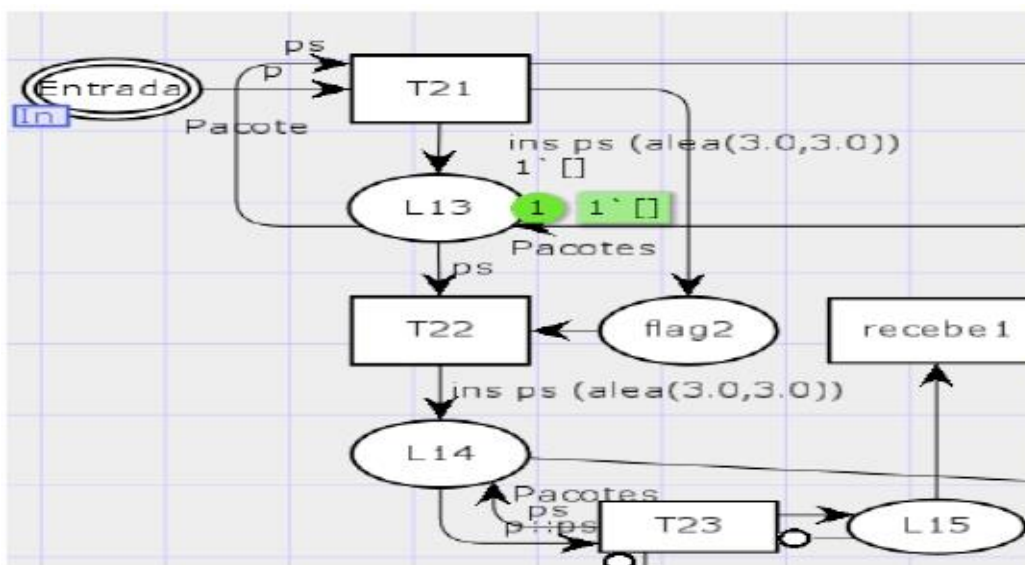 ps
p
T21
Entrada
In
Pacote
ins ps (alea(3.0,3.0))
1`[]
L13
1
1`[]
Pacotes
ps
T22
flag2
recebe1
ins ps (alea(3.0,3.0))
L14
Pacotes
ps
p::ps
T23
L15